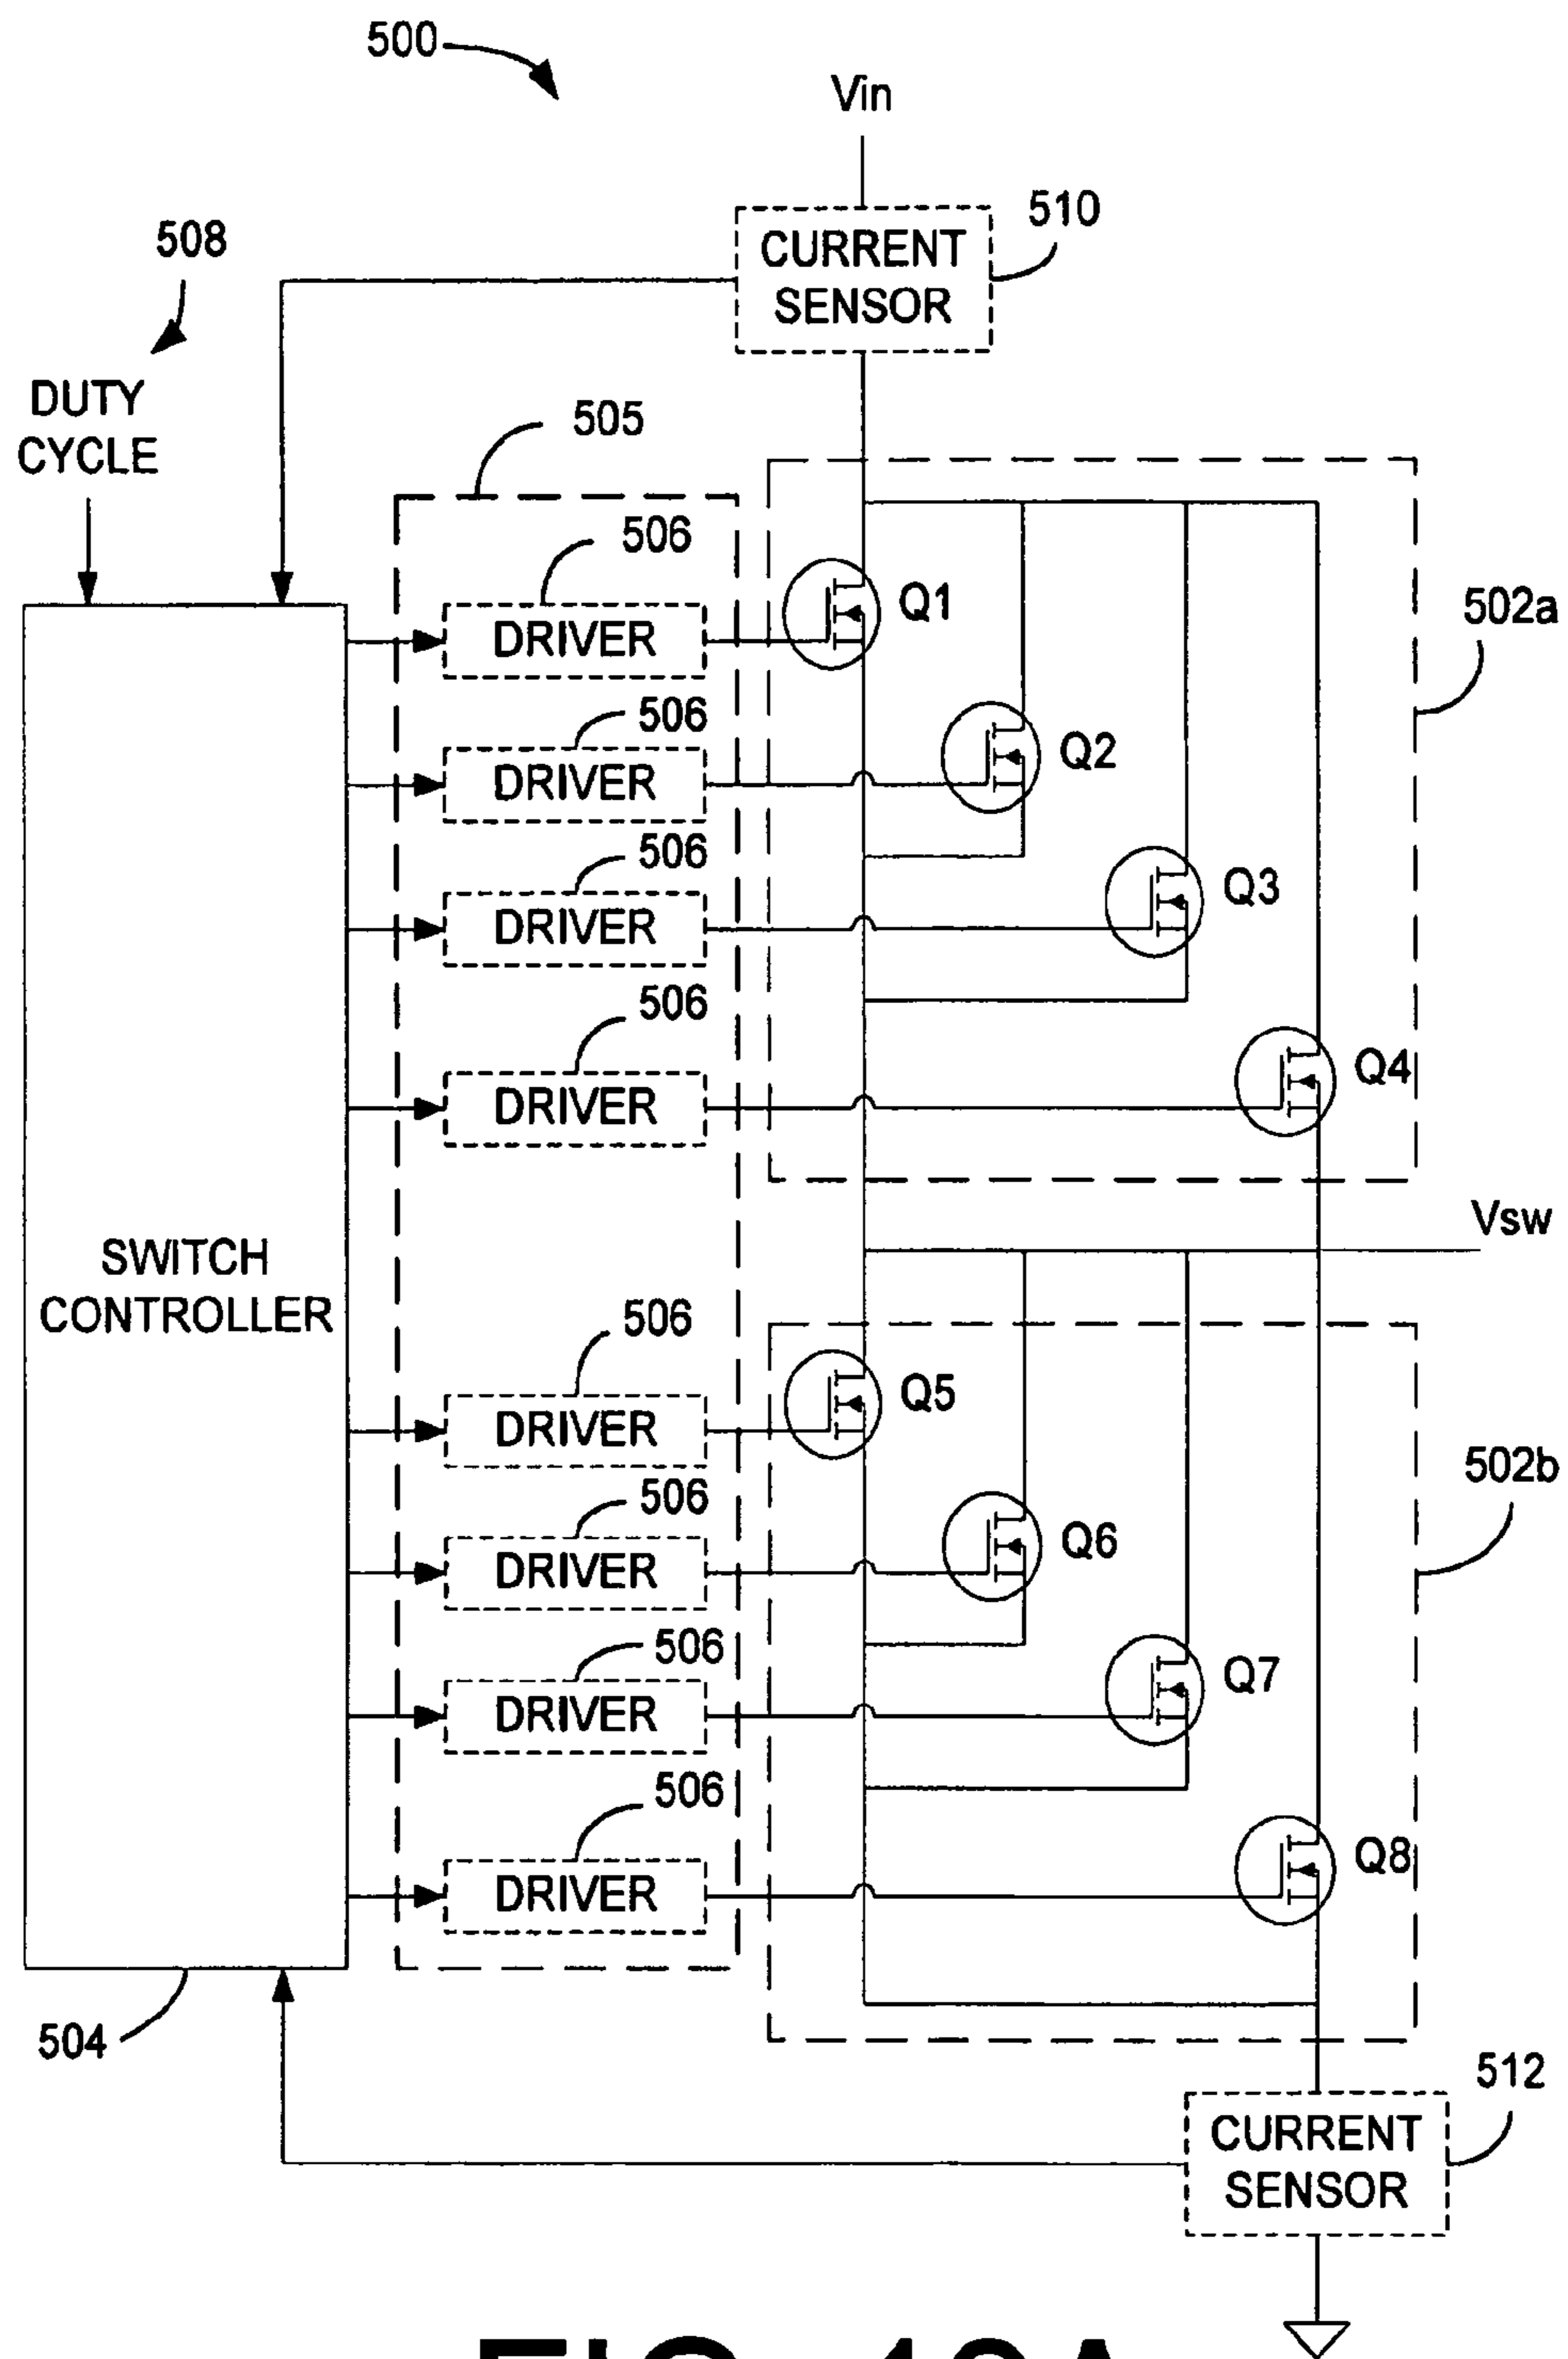 500
Vin
510
CURRENT
SENSOR
508
DUTY
CYCLE
505
506
DRIVER
Q1
502a
506
DRIVER
Q2
506
DRIVER
Q3
506
DRIVER
Q4
Vsw
SWITCH
CONTROLLER
506
DRIVER
Q5
502b
506
DRIVER
Q6
506
DRIVER
Q7
506
DRIVER
Q8
504
512
CURRENT
SENSOR